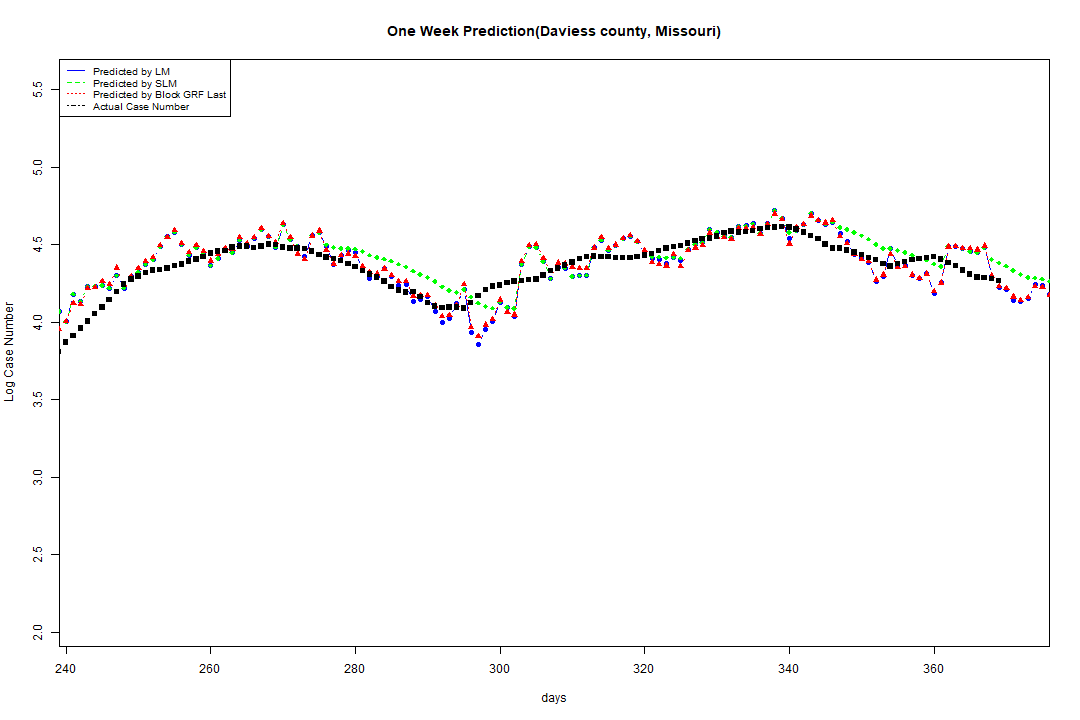 One Week Prediction(Daviess county, Missouri)
Predicted by LM
Predicted by SLM
Predicted by Block GRF Last
Actual Case Number
5.5
5.0
4.5
4.0
3.5
3.0
2.5
2.0
Log Case Number
240 260 280 300 320 340 360
days